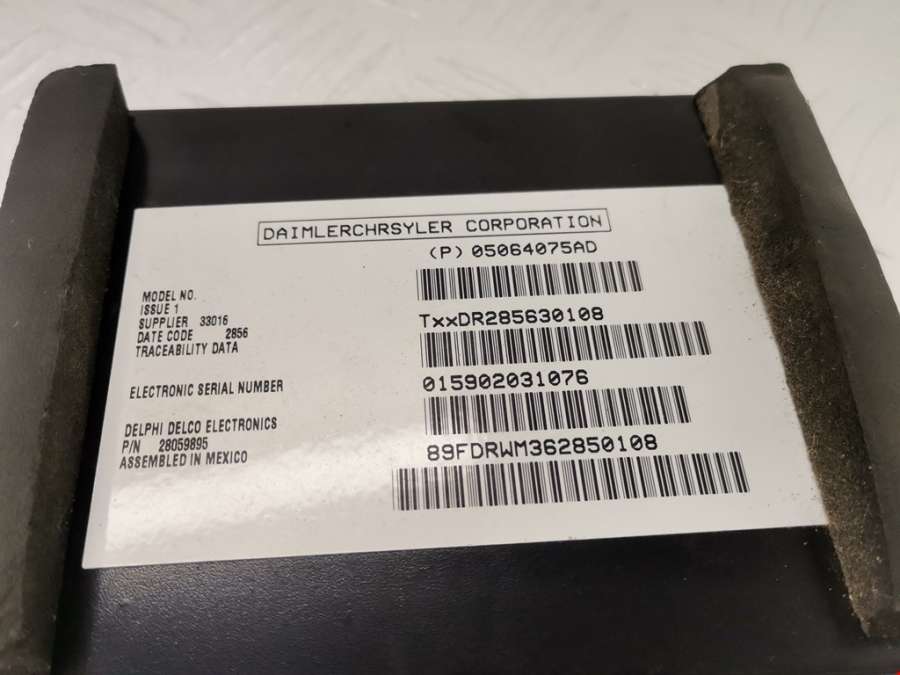 DAIMLERCHRSYLER CORPORATION
(P) 05064075AD
MODEL NO.
ISSUE 1
SUPPLIER 33016
DATE CODE 2856
TRACEABILITY DATA
TxxDR285630108
ELECTRONIC SERIAL NUMBER
015902031076
DELPHI DELCO ELECTRONICS
P/N 28059895
ASSEMBLED IN MEXICO
89FDRWM362850108